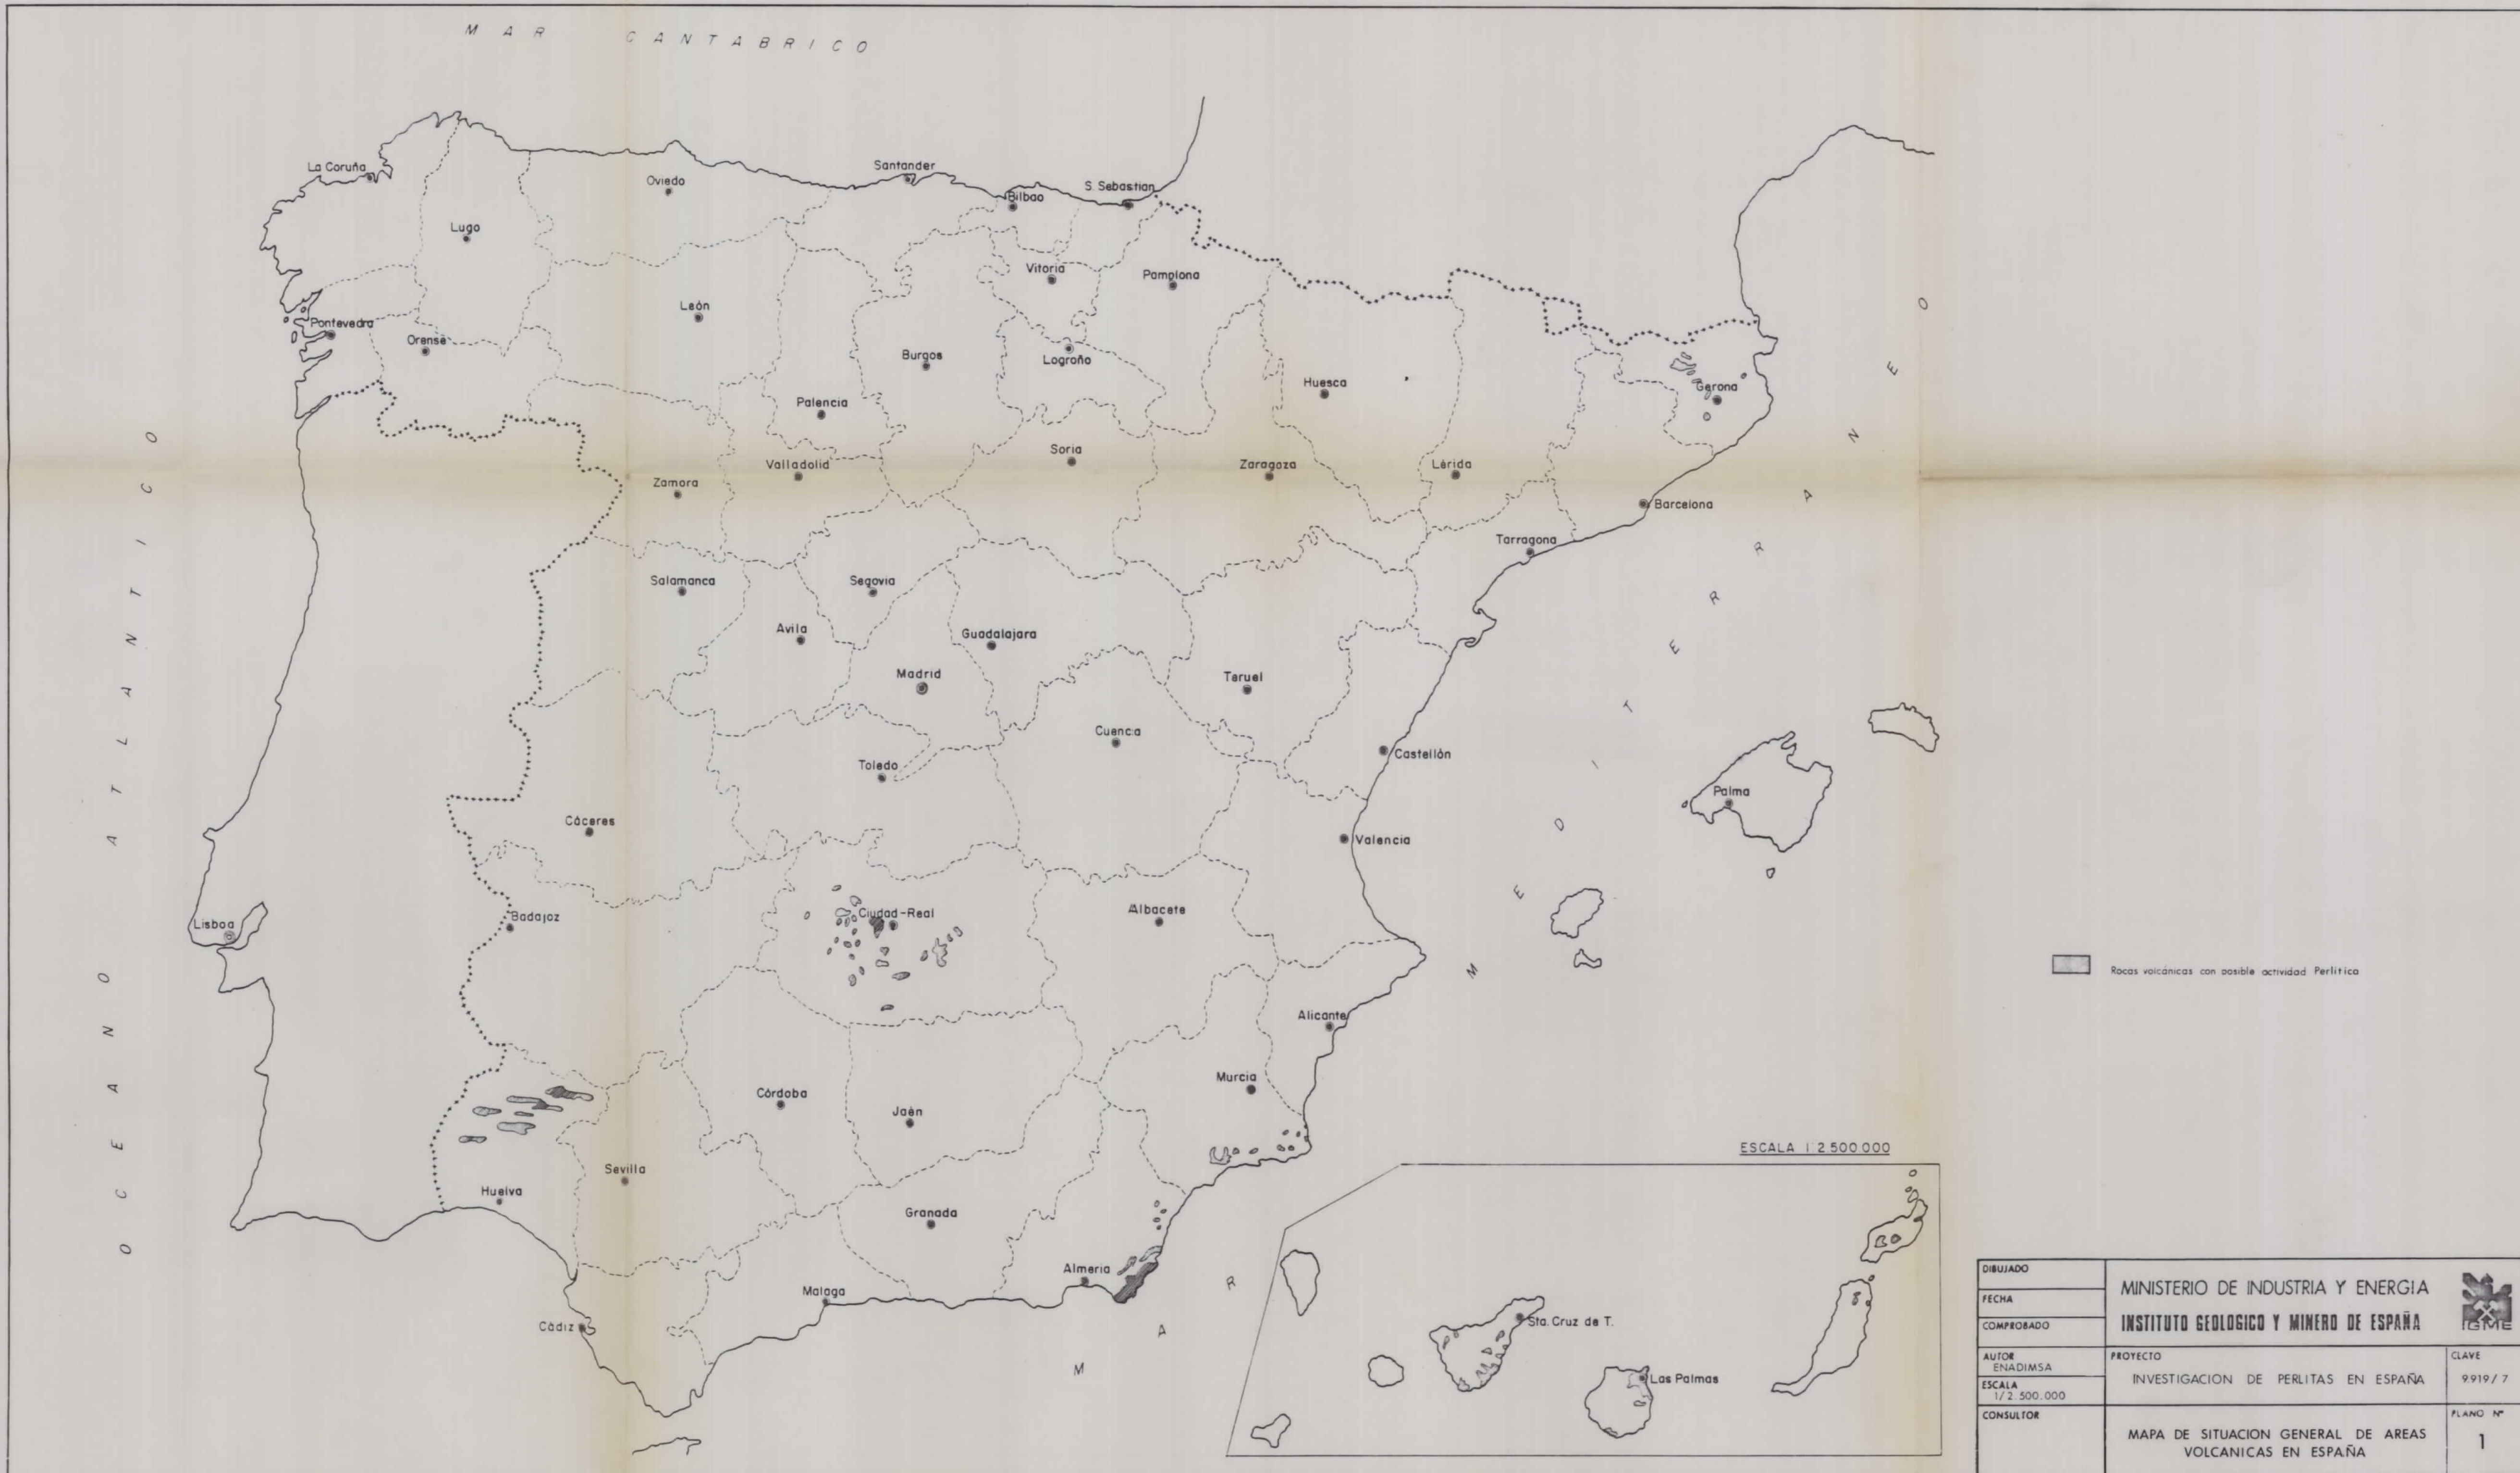 MAR CANTABRICO
La Coruña
Oviedo
Santander
Bilbao
S. Sebastian
Lugo
Vitoria
Pamplona
León
Pontevedra
Orense
Burgos
Logroño
Huesca
Gerona
Palencia
Soria
Valladolid
Zaragoza
Lérida
Zamora
Barcelona
Tarragona
Salamanca
Segovia
Avila
Guadalajara
Madrid
Teruel
Cuenca
Castellón
Toledo
Palma
Cáceres
Valencia
Badajoz
Ciudad-Real
Albacete
Lisboa
Alicante
Murcia
Córdoba
Jaén
Sevilla
Huelva
Granada
Almeria
Malaga
Cádiz
OCEANO ATLANTICO
MAR MEDITERRANEO
Rocas volcánicas con posible actividad Perlítica
ESCALA 1:2.500.000
Sta. Cruz de T.
Las Palmas
DIBUJADO
FECHA
COMPROBADO
MINISTERIO DE INDUSTRIA Y ENERGIA
INSTITUTO GEOLOGICO Y MINERO DE ESPAÑA
IGME
AUTOR
ENADIMSA
ESCALA
1/2.500.000
CONSULTOR
PROYECTO
INVESTIGACION DE PERLITAS EN ESPAÑA
CLAVE
9919/7
MAPA DE SITUACION GENERAL DE AREAS
VOLCANICAS EN ESPAÑA
PLANO Nº
1